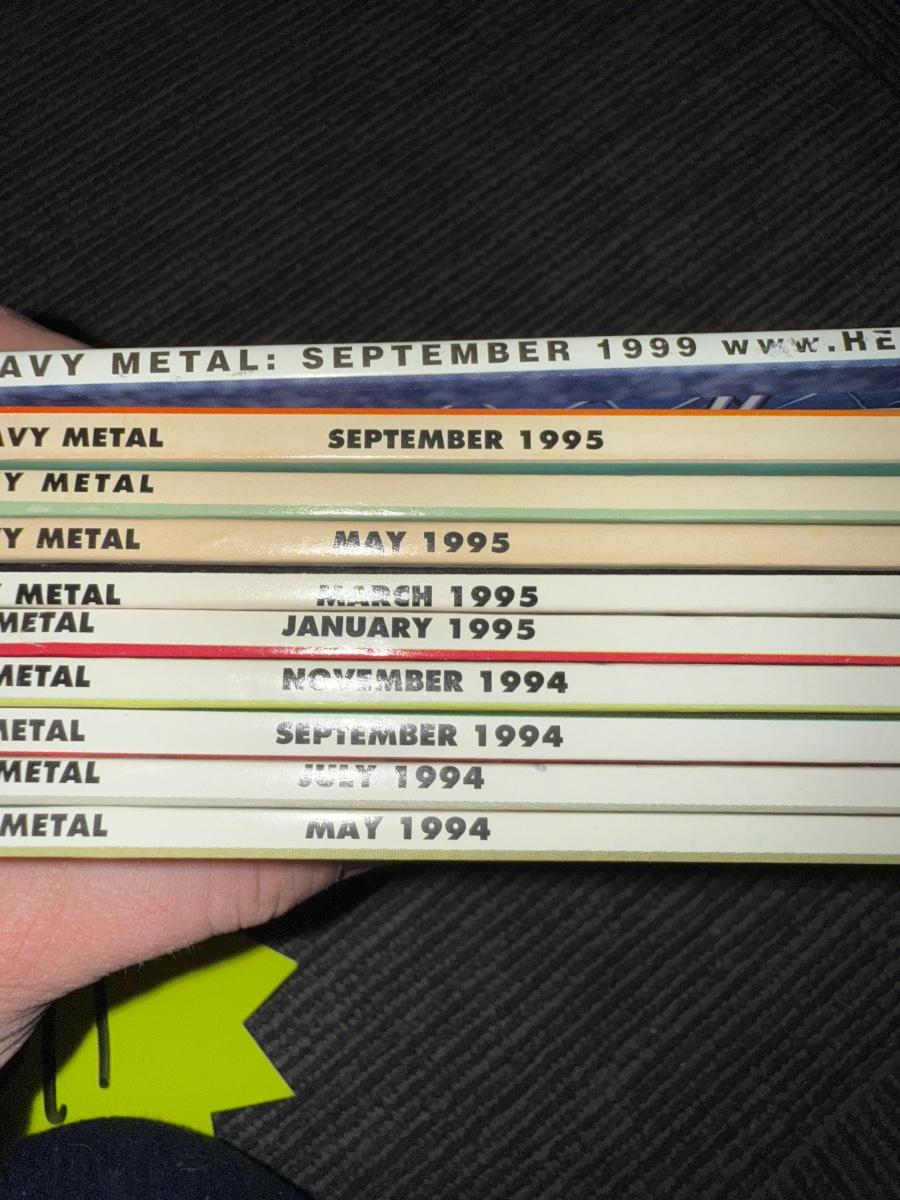 AVY METAL: SEPTEMBER 1999 www.HE
AVY METAL SEPTEMBER 1995
Y METAL
Y METAL MAY 1995
METAL MARCH 1995
METAL JANUARY 1995
METAL NOVEMBER 1994
METAL SEPTEMBER 1994
METAL JULY 1994
METAL MAY 1994